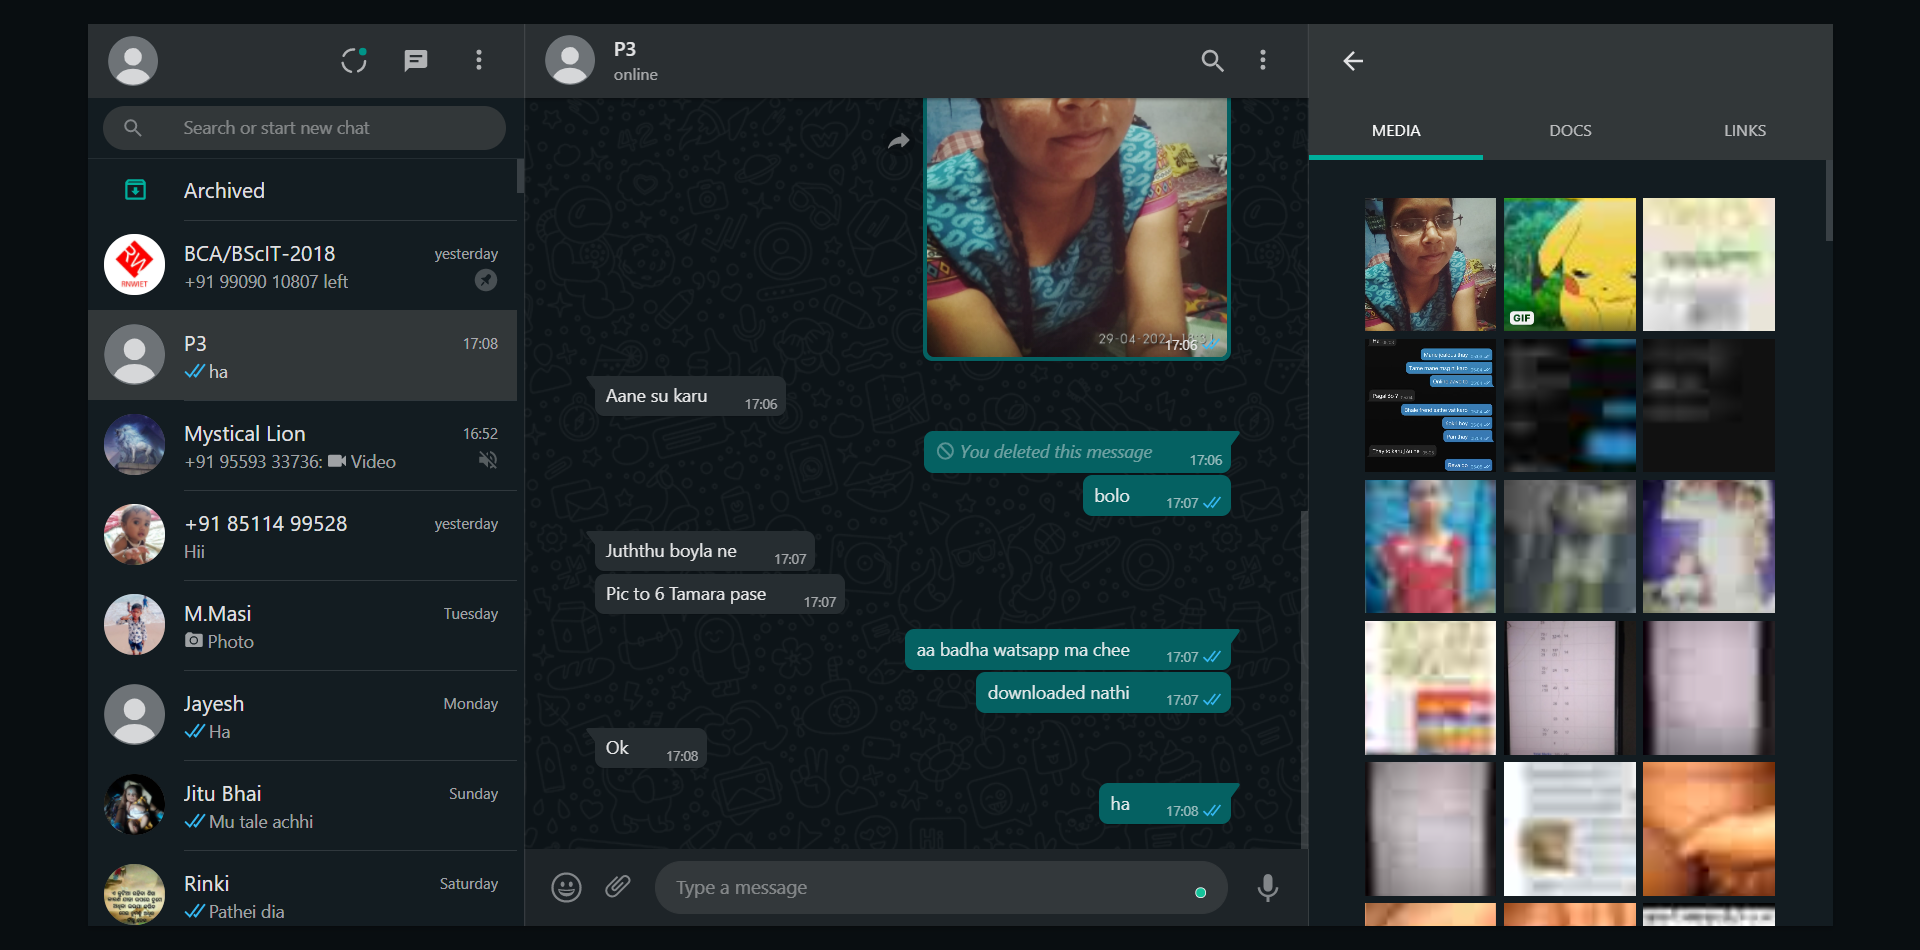 Search or start new chat
Archived
BCA/BScIT-2018
yesterday
+91 99090 10807 left
RNWIET
P3
17:08
ha
Mystical Lion
16:52
+91 95593 33736: Video
+91 85114 99528
yesterday
Hii
M.Masi
Tuesday
Photo
Jayesh
Monday
Ha
Jitu Bhai
Sunday
Mu tale achhi
Rinki
Saturday
Pathei dia
P3
online
29-04-2021
17:06
Aane su karu
17:06
You deleted this message
17:06
bolo
17:07
Juththu boyla ne
17:07
Pic to 6 Tamara pase
17:07
aa badha watsapp ma chee
17:07
downloaded nathi
17:07
Ok
17:08
ha
17:08
Type a message
MEDIA
DOCS
LINKS
GIF